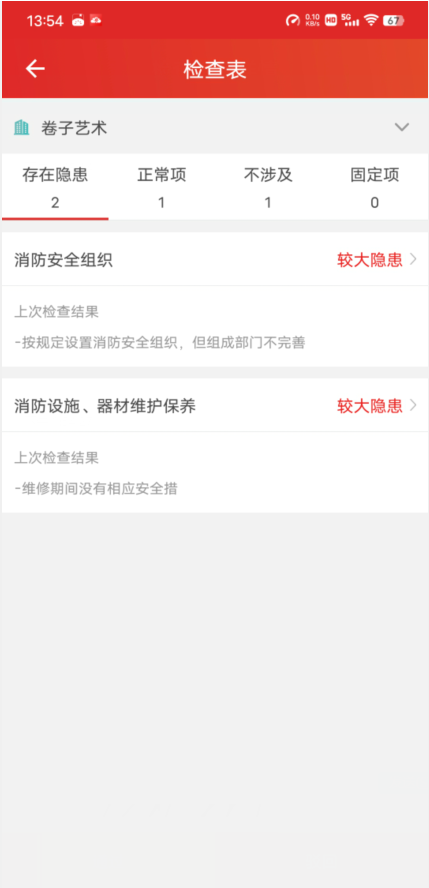 13:54
0.10 KB/s HD 5G 67
检查表
卷子艺术
存在隐患 正常项 不涉及 固定项
2 1 1 0
消防安全组织 较大隐患
上次检查结果
-按规定设置消防安全组织，但组成部门不完善
消防设施、器材维护保养 较大隐患
上次检查结果
-维修期间没有相应安全措